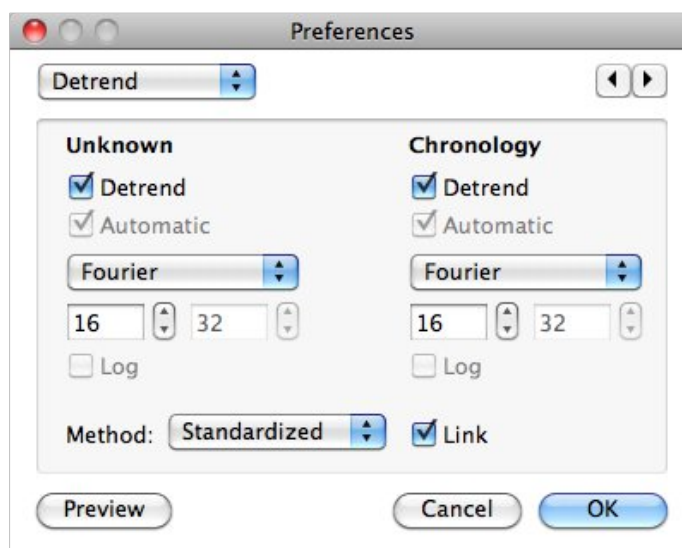 Preferences
Detrend
Unknown Chronology
Detrend Detrend
Automatic Automatic
Fourier Fourier
16 32 16 32
Log Log
Method: Standardized Link
Preview Cancel OK